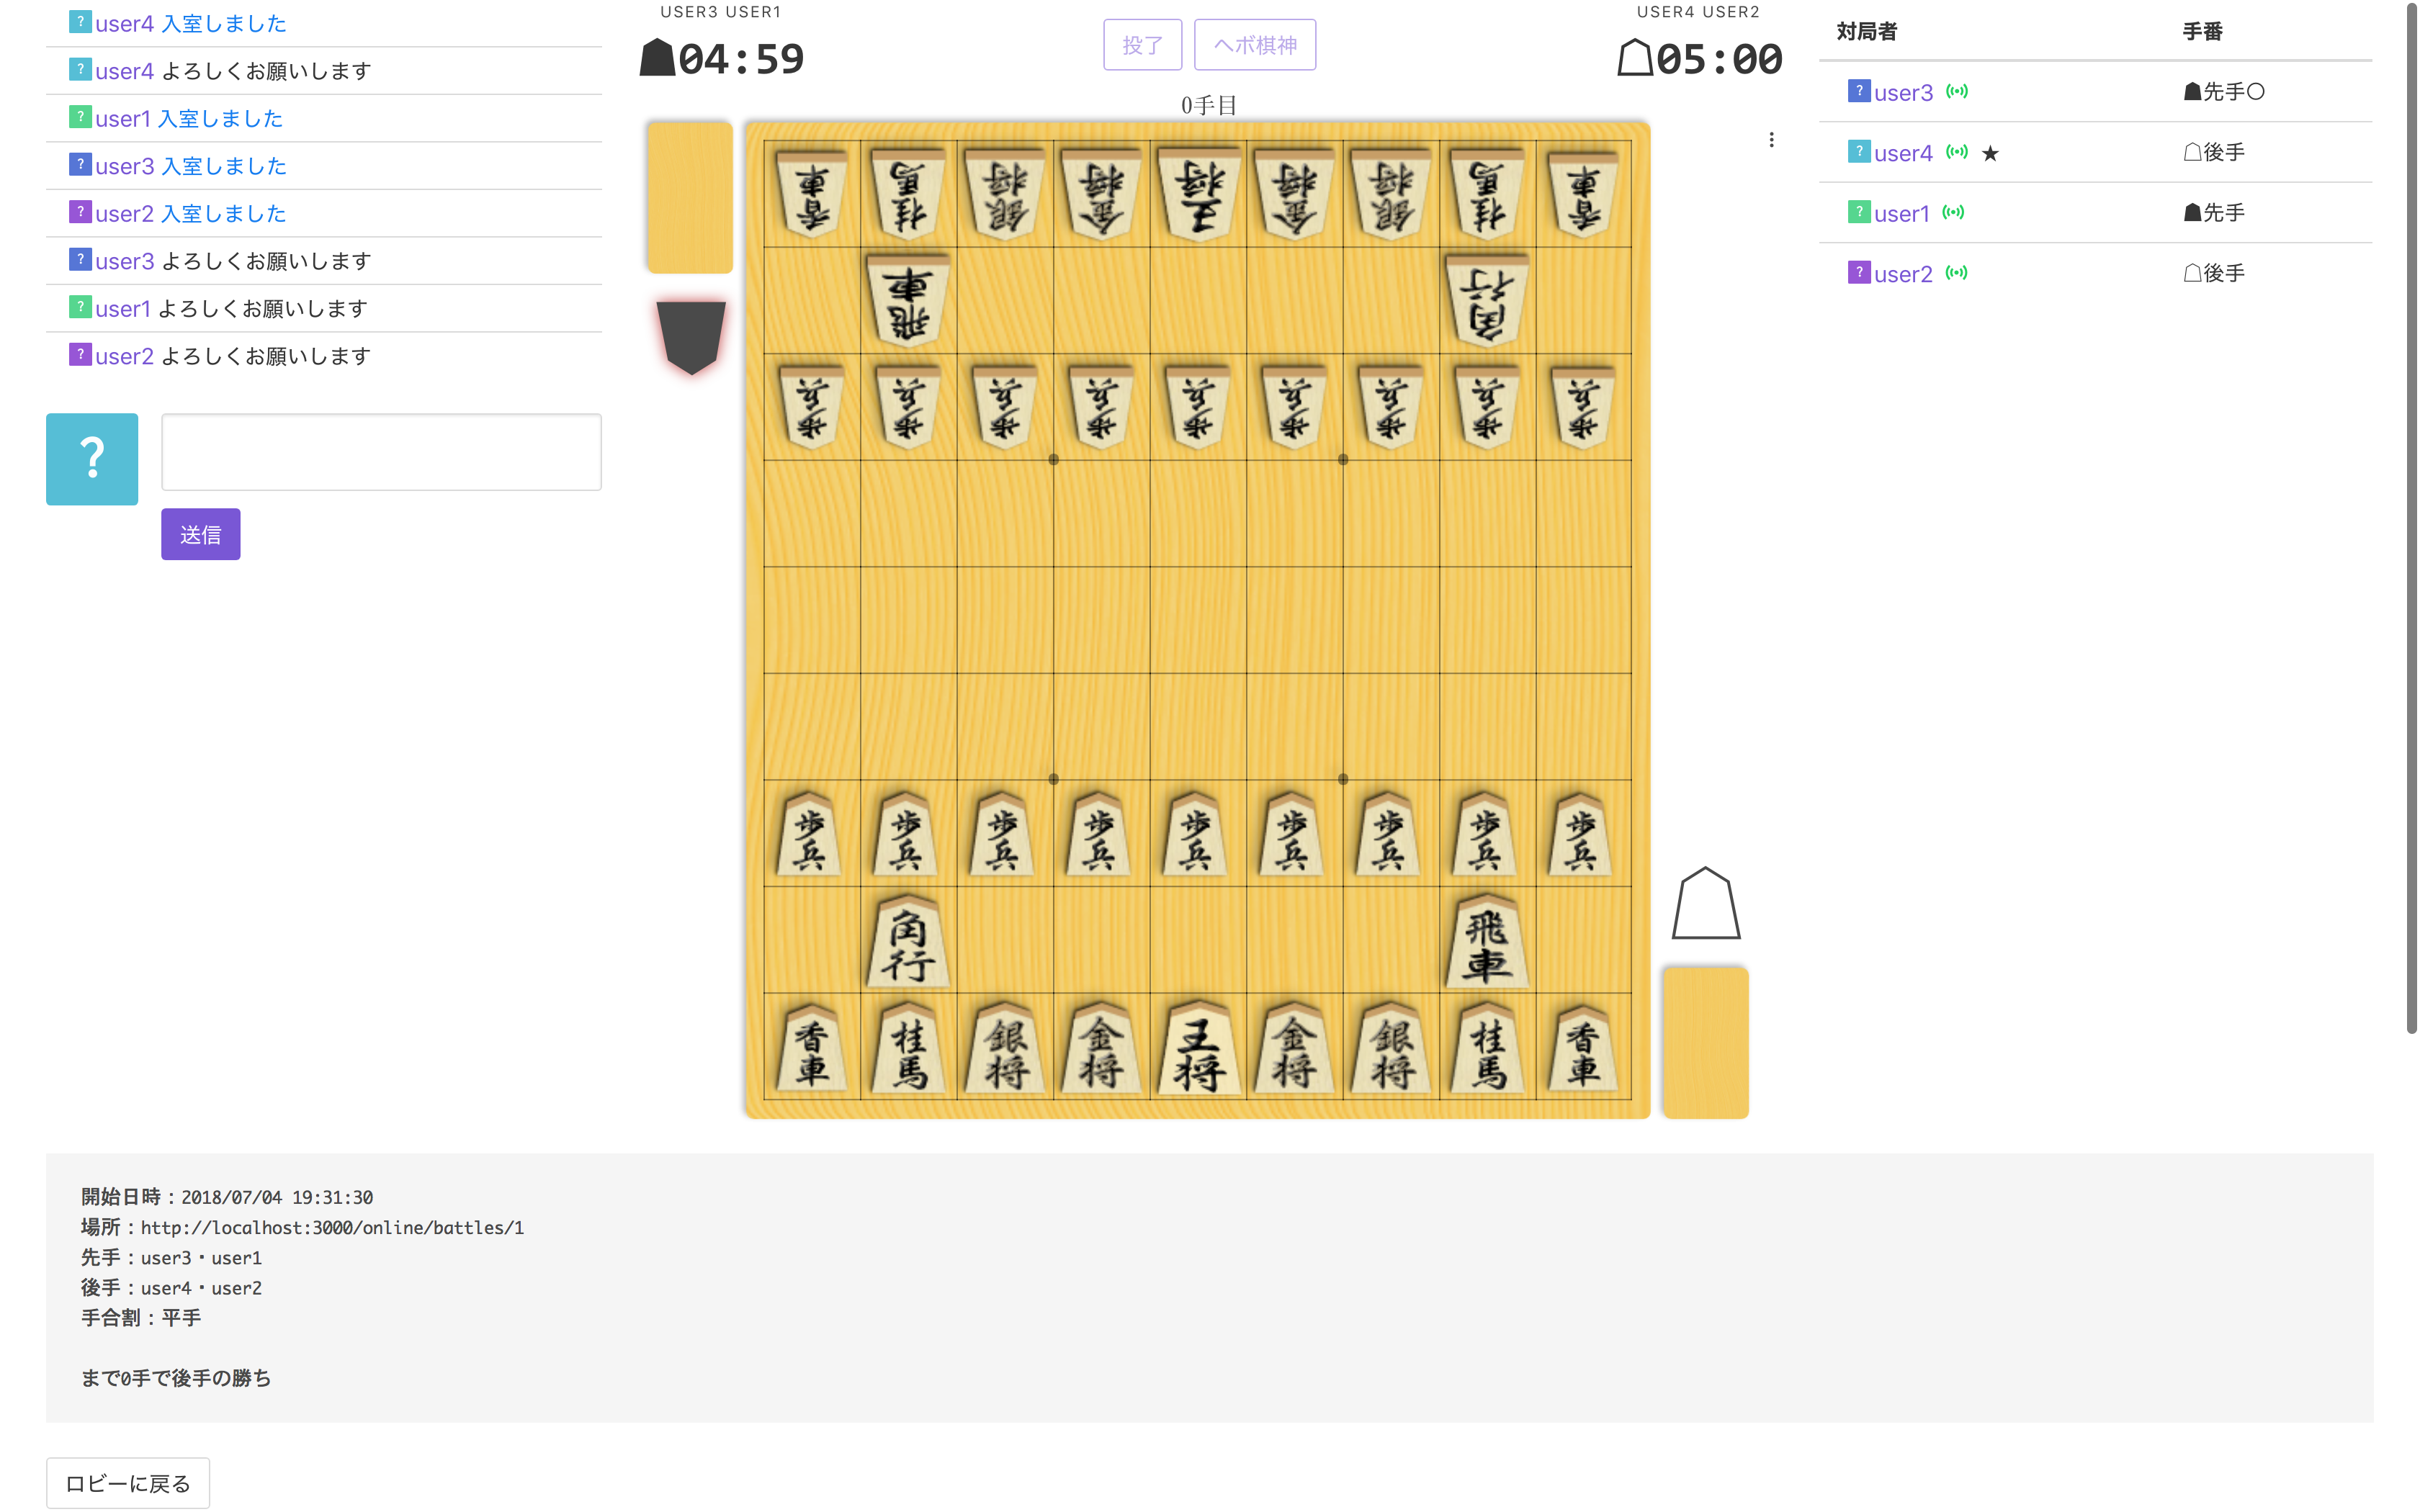 ? user4 入室しました
? user4 よろしくお願いします
? user1 入室しました
? user3 入室しました
? user2 入室しました
? user3 よろしくお願いします
? user1 よろしくお願いします
? user2 よろしくお願いします
?
送信
USER3 USER1
☗04:59
投了 ヘボ棋神
USER4 USER2
☖05:00
0手目
香車 桂馬 銀将 金将 王将 金将 銀将 桂馬 香車
飛車 角行
歩兵 歩兵 歩兵 歩兵 歩兵 歩兵 歩兵 歩兵 歩兵
歩兵 歩兵 歩兵 歩兵 歩兵 歩兵 歩兵 歩兵 歩兵
角行 飛車
香車 桂馬 銀将 金将 王将 金将 銀将 桂馬 香車
対局者 手番
? user3 ☗先手○
? user4 ★ ☖後手
? user1 ☗先手
? user2 ☖後手
開始日時：2018/07/04 19:31:30
場所：http://localhost:3000/online/battles/1
先手：user3・user1
後手：user4・user2
手合割：平手
まで0手で後手の勝ち
ロビーに戻る